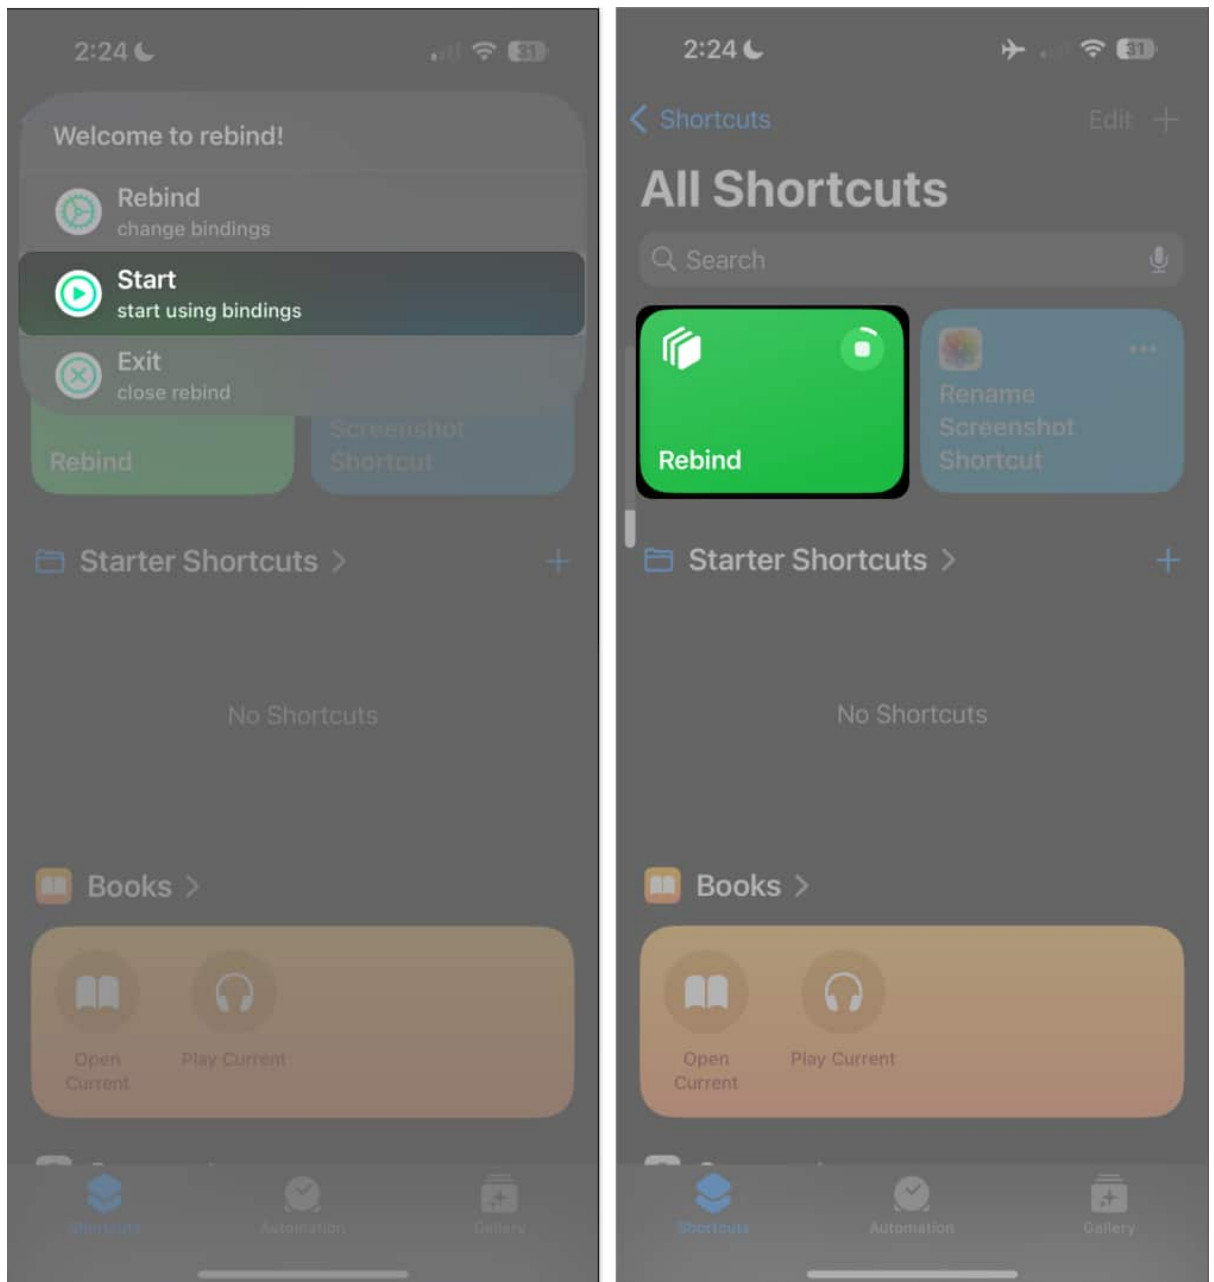 2:24
31
Welcome to rebind!
Rebind
change bindings
Start
start using bindings
Exit
close rebind
Screenshot
Rebind
Shortcut
Starter Shortcuts >
+
No Shortcuts
Books >
Open
Current
Play Current
Shortcuts
Automation
Gallery
2:24
31
Shortcuts
Edit +
All Shortcuts
Search
Rebind
Rename
Screenshot
Shortcut
Starter Shortcuts >
+
No Shortcuts
Books >
Open
Current
Play Current
Shortcuts
Automation
Gallery